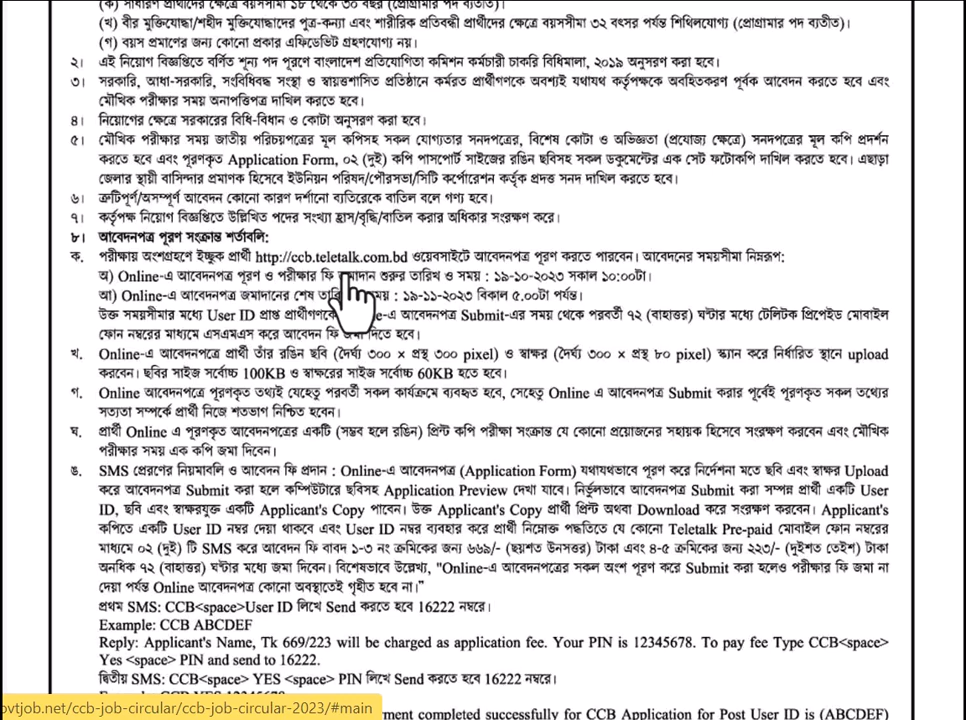 (ক) সাধারণ প্রার্থীদের ক্ষেত্রে বয়সসীমা ১৮ থেকে ৩০ বছর (প্রোগ্রামার পদ ব্যতীত)।
(খ) বীর মুক্তিযোদ্ধা/শহীদ মুক্তিযোদ্ধাদের পুত্র-কন্যা এবং শারীরিক প্রতিবন্ধী প্রার্থীদের ক্ষেত্রে বয়সসীমা ৩২ বৎসর পর্যন্ত শিথিলযোগ্য (প্রোগ্রামার পদ ব্যতীত)।
(গ) বয়স প্রমাণের জন্য কোনো প্রকার এফিডেভিট গ্রহণযোগ্য নয়।
২। এই নিয়োগ বিজ্ঞপ্তিতে বর্ণিত শূন্য পদ পূরণে বাংলাদেশ প্রতিযোগিতা কমিশন কর্মচারী চাকরি বিধিমালা, ২০১৯ অনুসরণ করা হবে।
৩। সরকারি, আধা-সরকারি, সংবিধিবদ্ধ সংস্থা ও স্বায়ত্তশাসিত প্রতিষ্ঠানে কর্মরত প্রার্থীগণকে অবশ্যই যথাযথ কর্তৃপক্ষকে অবহিতকরণ পূর্বক আবেদন করতে হবে এবং
মৌখিক পরীক্ষার সময় অনাপত্তিপত্র দাখিল করতে হবে।
৪। নিয়োগের ক্ষেত্রে সরকারের বিধি-বিধান ও কোটা অনুসরণ করা হবে।
৫। মৌখিক পরীক্ষার সময় জাতীয় পরিচয়পত্রের মূল কপিসহ সকল যোগ্যতার সনদপত্রের, বিশেষ কোটা ও অভিজ্ঞতা (প্রযোজ্য ক্ষেত্রে) সনদপত্রের মূল কপি প্রদর্শন
করতে হবে এবং পূরণকৃত Application Form, ০২ (দুই) কপি পাসপোর্ট সাইজের রঙিন ছবিসহ সকল ডকুমেন্টের এক সেট ফটোকপি দাখিল করতে হবে। এছাড়া
জেলার স্থায়ী বাসিন্দার প্রমাণক হিসেবে ইউনিয়ন পরিষদ/পৌরসভা/সিটি কর্পোরেশন কর্তৃক প্রদত্ত সনদ দাখিল করতে হবে।
৬। ত্রুটিপূর্ণ/অসম্পূর্ণ আবেদন কোনো কারণ দর্শানো ব্যতিরেকে বাতিল বলে গণ্য হবে।
৭। কর্তৃপক্ষ নিয়োগ বিজ্ঞপ্তিতে উল্লিখিত পদের সংখ্যা হ্রাস/বৃদ্ধি/বাতিল করার অধিকার সংরক্ষণ করে।
৮। আবেদনপত্র পূরণ সংক্রান্ত শর্তাবলি:
ক. পরীক্ষায় অংশগ্রহণে ইচ্ছুক প্রার্থী http://ccb.teletalk.com.bd ওয়েবসাইটে আবেদনপত্র পূরণ করতে পারবেন। আবেদনের সময়সীমা নিম্নরূপ:
অ) Online-এ আবেদনপত্র পূরণ ও পরীক্ষার ফি জমাদান শুরুর তারিখ ও সময় : ১৯-১০-২০২৩ সকাল ১০:০০টা।
আ) Online-এ আবেদনপত্র জমাদানের শেষ : ১৯-১১-২০২৩ বিকাল ৫.০০টা পর্যন্ত।
উক্ত সময়সীমার মধ্যে User ID প্রাপ্ত আবেদনপত্র Submit-এর সময় থেকে পরবর্তী ৭২ (বাহাত্তর) ঘন্টার মধ্যে টেলিটক প্রিপেইড মোবাইল
ফোন নম্বরের মাধ্যমে এসএমএস করে আবেদন ফি জমা দিতে হবে।
খ. Online-এ আবেদনপত্রে প্রার্থী তাঁর রঙিন ছবি (দৈর্ঘ্য ৩০০ × প্রস্থ ৩০০ pixel) ও স্বাক্ষর (দৈর্ঘ্য ৩০০ × প্রস্থ ৮০ pixel) স্ক্যান করে নির্ধারিত স্থানে upload
করবেন। ছবির সাইজ সর্বোচ্চ 100KB ও স্বাক্ষরের সাইজ সর্বোচ্চ 60KB হতে হবে।
গ. Online আবেদনপত্রে পূরণকৃত তথ্যই যেহেতু পরবর্তী সকল কার্যক্রমে ব্যবহৃত হবে, সেহেতু Online এ আবেদনপত্র Submit করার পূর্বেই পূরণকৃত সকল তথ্যের
সত্যতা সম্পর্কে প্রার্থী নিজে শতভাগ নিশ্চিত হবেন।
ঘ. প্রার্থী Online এ পূরণকৃত আবেদনপত্রের একটি (সম্ভব হলে রঙিন) প্রিন্ট কপি পরীক্ষা সংক্রান্ত যে কোনো প্রয়োজনের সহায়ক হিসেবে সংরক্ষণ করবেন এবং মৌখিক
পরীক্ষার সময় এক কপি জমা দিবেন।
ঙ. SMS প্রেরণের নিয়মাবলি ও আবেদন ফি প্রদান : Online-এ আবেদনপত্র (Application Form) যথাযথভাবে পূরণ করে নির্দেশনা মতে ছবি এবং স্বাক্ষর Upload
করে আবেদনপত্র Submit করা হলে কম্পিউটারে ছবিসহ Application Preview দেখা যাবে। নির্ভুলভাবে আবেদনপত্র Submit করা সম্পন্ন প্রার্থী একটি User
ID, ছবি এবং স্বাক্ষরযুক্ত একটি Applicant's Copy পাবেন। উক্ত Applicant's Copy প্রার্থী প্রিন্ট অথবা Download করে সংরক্ষণ করবেন। Applicant's
কপিতে একটি User ID নম্বর দেয়া থাকবে এবং User ID নম্বর ব্যবহার করে প্রার্থী নিম্নোক্ত পদ্ধতিতে যে কোনো Teletalk Pre-paid মোবাইল ফোন নম্বরের
মাধ্যমে ০২ (দুই) টি SMS করে আবেদন ফি বাবদ ১-৩ নং ক্রমিকের জন্য ৬৬৯/- (ছয়শত উনসত্তর) টাকা এবং ৪-৫ ক্রমিকের জন্য ২২৩/- (দুইশত তেইশ) টাকা
অনধিক ৭২ (বাহাত্তর) ঘন্টার মধ্যে জমা দিবেন। বিশেষভাবে উল্লেখ্য, "Online-এ আবেদনপত্রের সকল অংশ পূরণ করে Submit করা হলেও পরীক্ষার ফি জমা না
দেয়া পর্যন্ত Online আবেদনপত্র কোনো অবস্থাতেই গৃহীত হবে না।"
প্রথম SMS: CCB<space>User ID লিখে Send করতে হবে 16222 নম্বরে।
Example: CCB ABCDEF
Reply: Applicant's Name, Tk 669/223 will be charged as application fee. Your PIN is 12345678. To pay fee Type CCB<space>
Yes <space> PIN and send to 16222.
দ্বিতীয় SMS: CCB<space> YES <space> PIN লিখে Send করতে হবে 16222 নম্বরে।
Example: CCB YES 12345678
ovtjob.net/ccb-job-circular/ccb-job-circular-2023/#main
ment completed successfully for CCB Application for Post User ID is (ABCDEF)